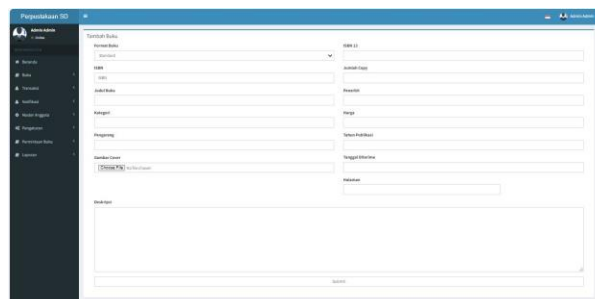 Perpustakaan SD
Admin Admin
Admin Admin
Online
Beranda
Buku
Transaksi
Notifikasi
Master Anggota
Pengaturan
Permintaan Buku
Laporan
Tambah Buku
Format Buku
ISBN 13
Standard
ISBN
Jumlah Copy
ISBN
Judul Buku
Penerbit
Kategori
Harga
Pengarang
Tahun Publikasi
Gambar Cover
Tanggal Diterima
Choose File No file chosen
Halaman
Deskripsi
Submit